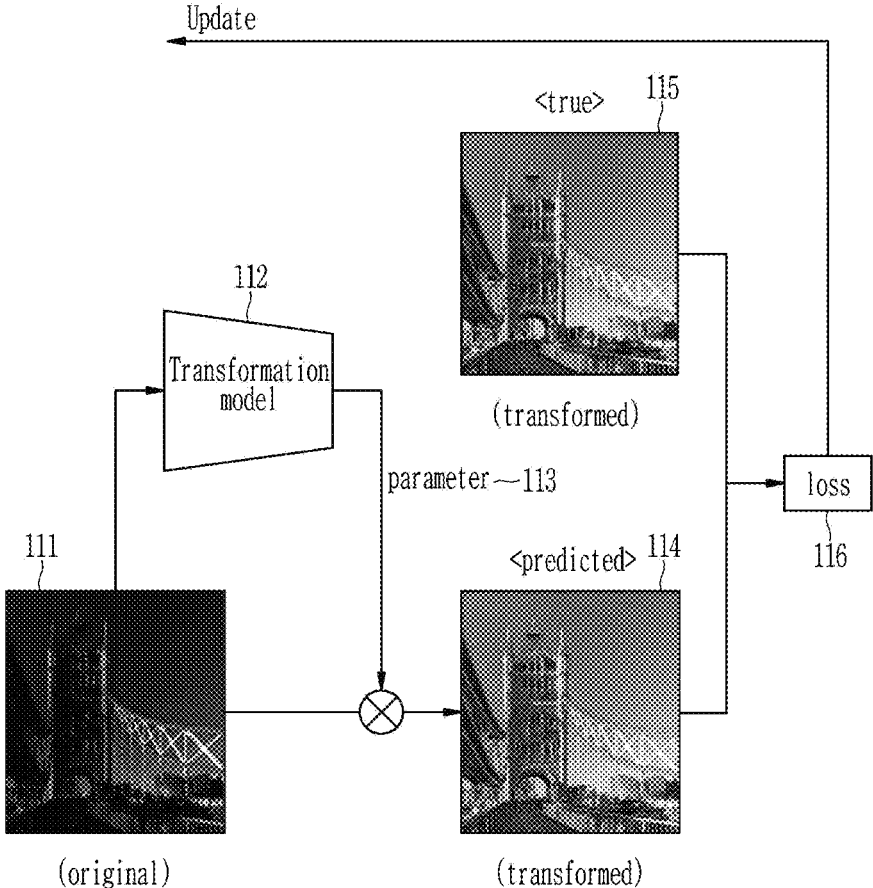 Update
<true>
115
(transformed)
112
Transformation
model
parameter
113
loss
116
111
(original)
<predicted>
114
(transformed)